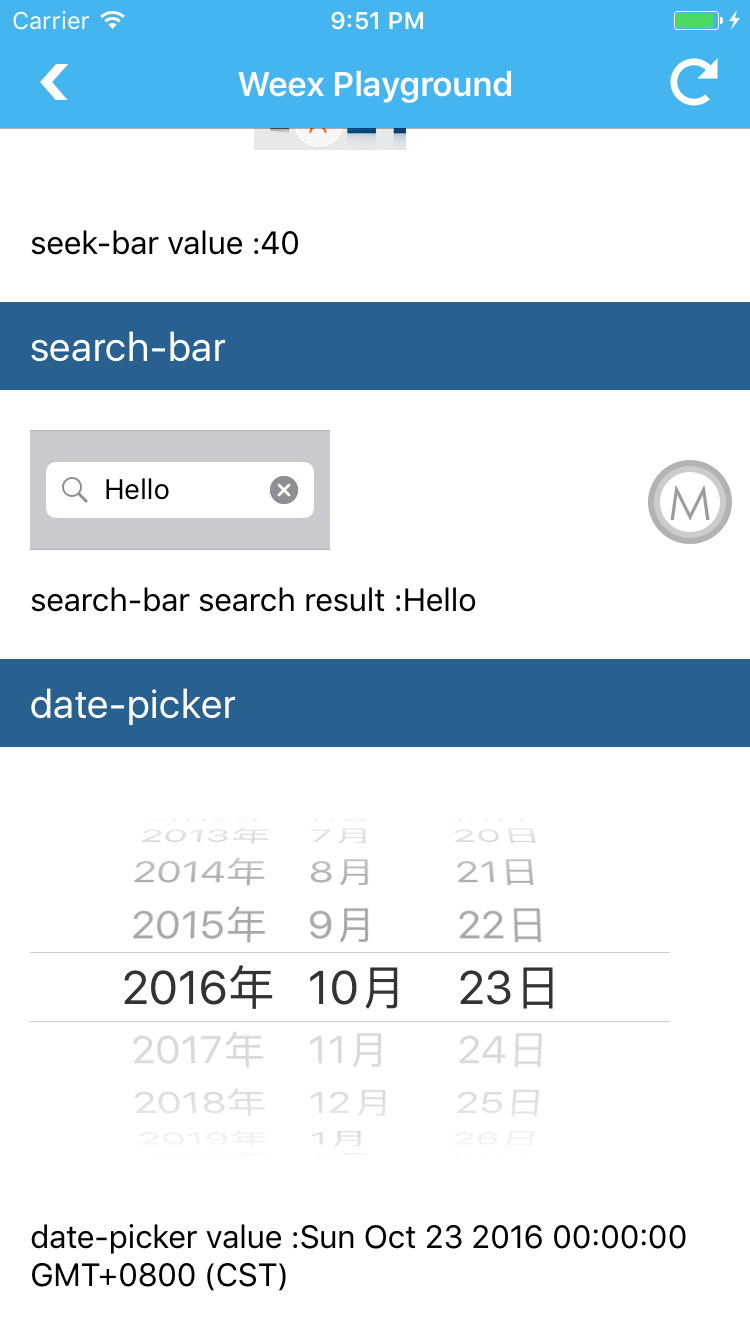 Carrier 9:51 PM
Weex Playground
seek-bar value :40
search-bar
Hello
M
search-bar search result :Hello
date-picker
2013年 7月 20日
2014年 8月 21日
2015年 9月 22日
2016年 10月 23日
2017年 11月 24日
2018年 12月 25日
2019年 1月 26日
date-picker value :Sun Oct 23 2016 00:00:00
GMT+0800 (CST)